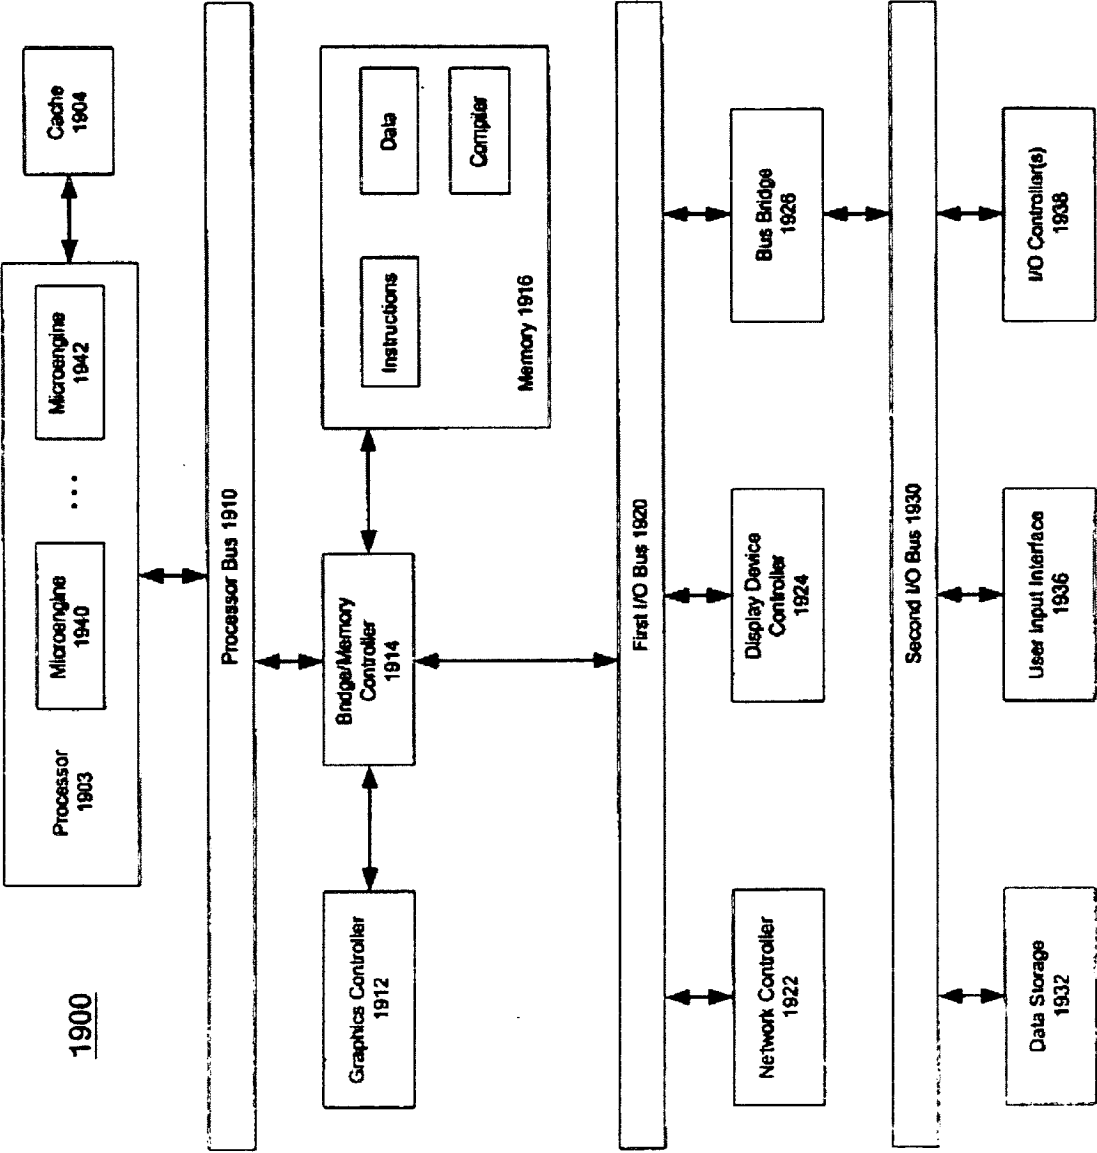 1900
Processor
1903
Microengine
1940
...
Microengine
1942
Cache
1904
Processor Bus 1910
Graphics Controller
1912
Bridge/Memory
Controller
1914
Instructions
Data
Compiler
Memory 1916
First I/O Bus 1920
Network Controller
1922
Display Device
Controller
1924
Bus Bridge
1926
Second I/O Bus 1930
Data Storage
1932
User Input Interface
1936
I/O Controller(s)
1938